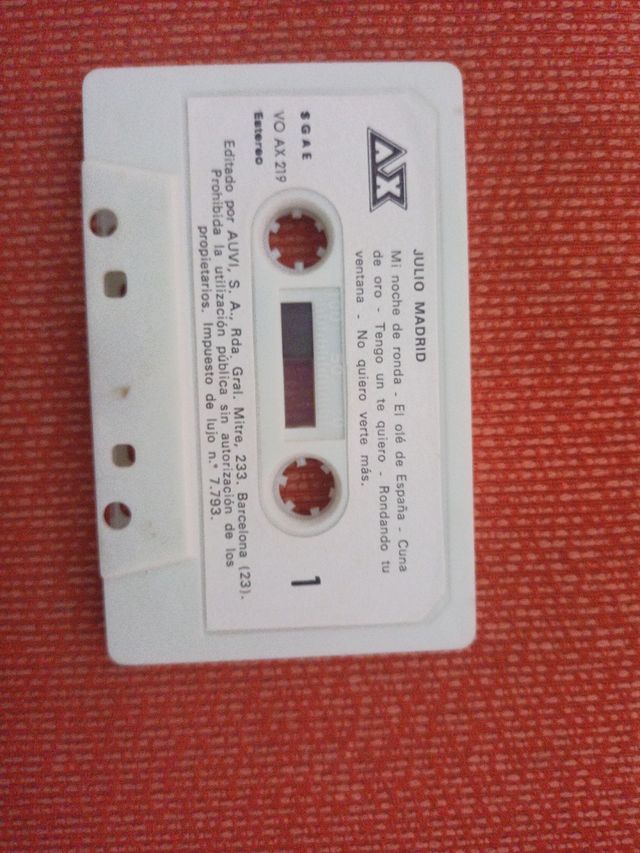 AX
JULIO MADRID
Mi noche de ronda - El olé de España - Cuna
de oro - Tengo un te quiero - Rondando tu
ventana - No quiero verte más.
SGAE
VO AX 219
Estereo
1
Editado por AUVI, S. A., Rda. Gral. Mitre, 233. Barcelona (23).
Prohibida la utilización pública sin autorización de los
propietarios. Impuesto de lujo n.° 7.793.